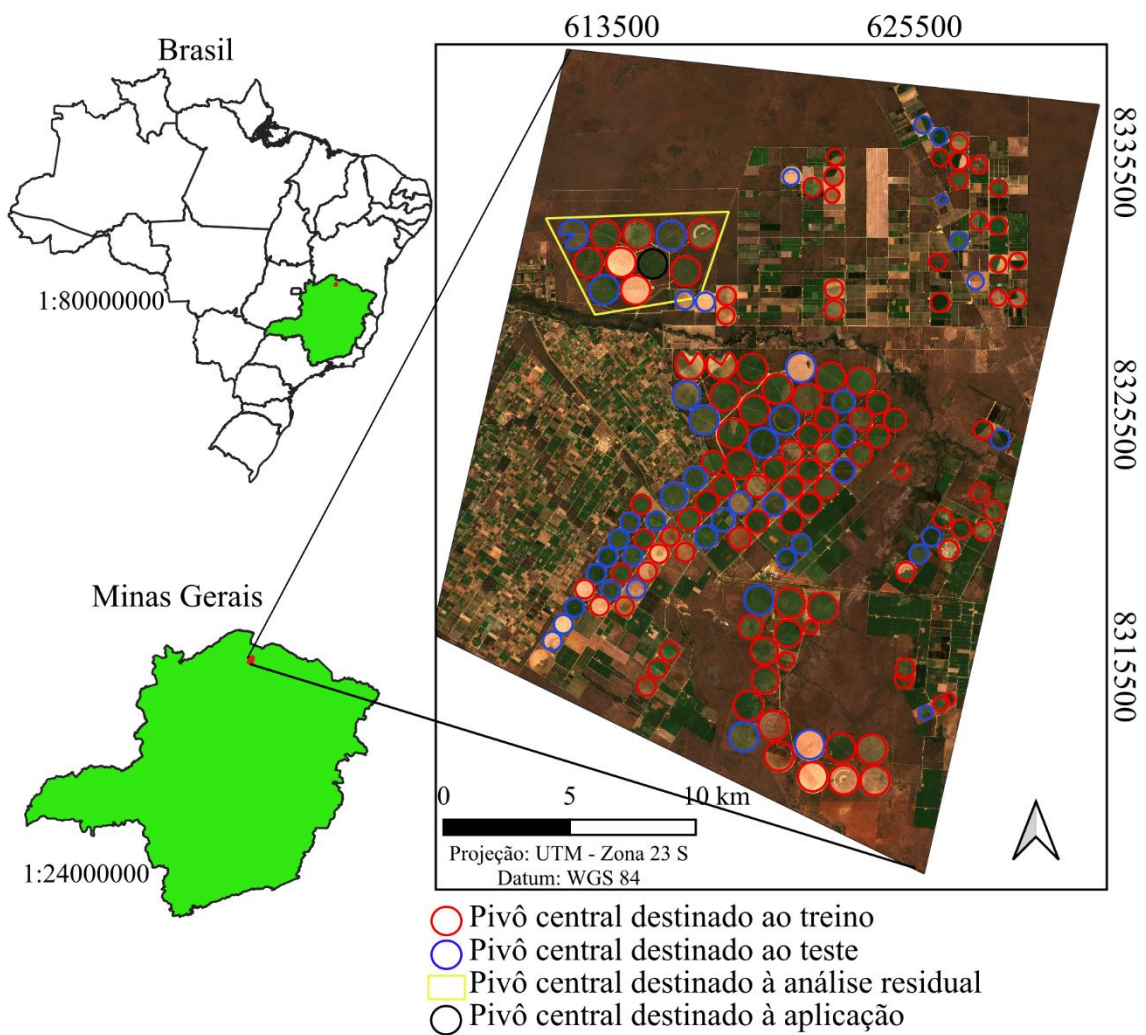 Brasil
1:80000000
Minas Gerais
1:24000000
613500
625500
8333500
8325500
8315500
0
5
10 km
Projeção: UTM - Zona 23 S
Datum: WGS 84
Pivô central destinado ao treino
Pivô central destinado ao teste
Pivô central destinado à análise residual
Pivô central destinado à aplicação